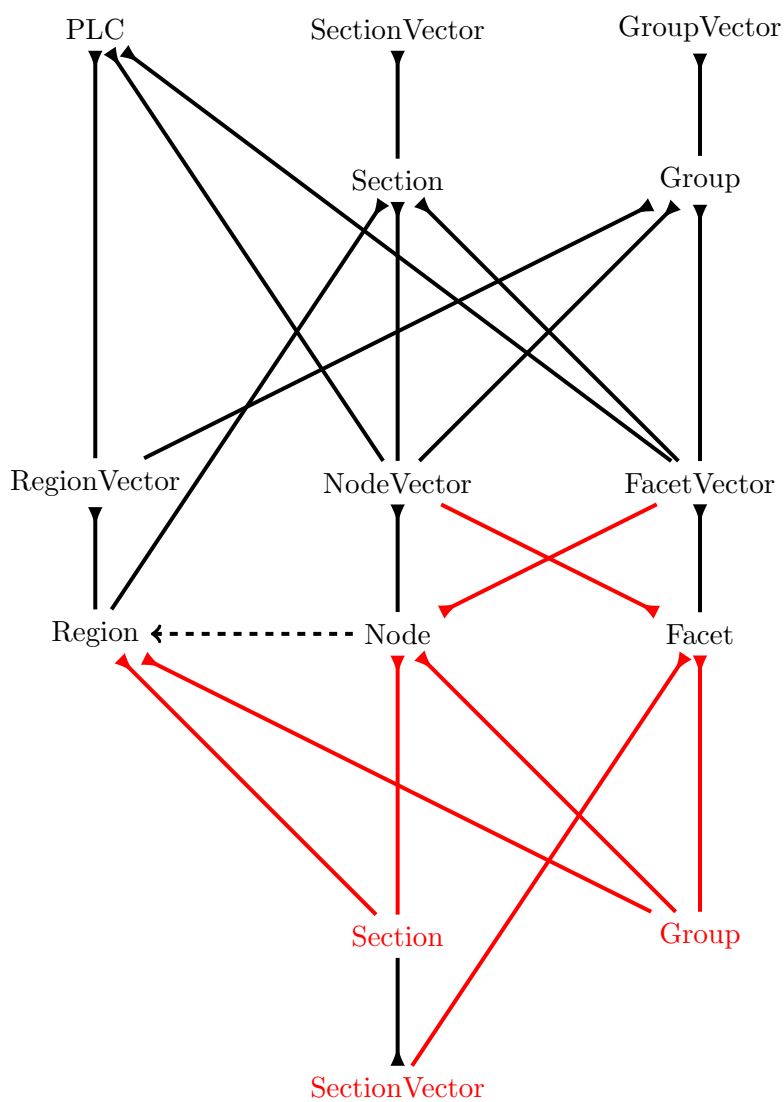 PLC
SectionVector
GroupVector
Section
Group
RegionVector
NodeVector
FacetVector
Region
Node
Facet
Section
Group
SectionVector